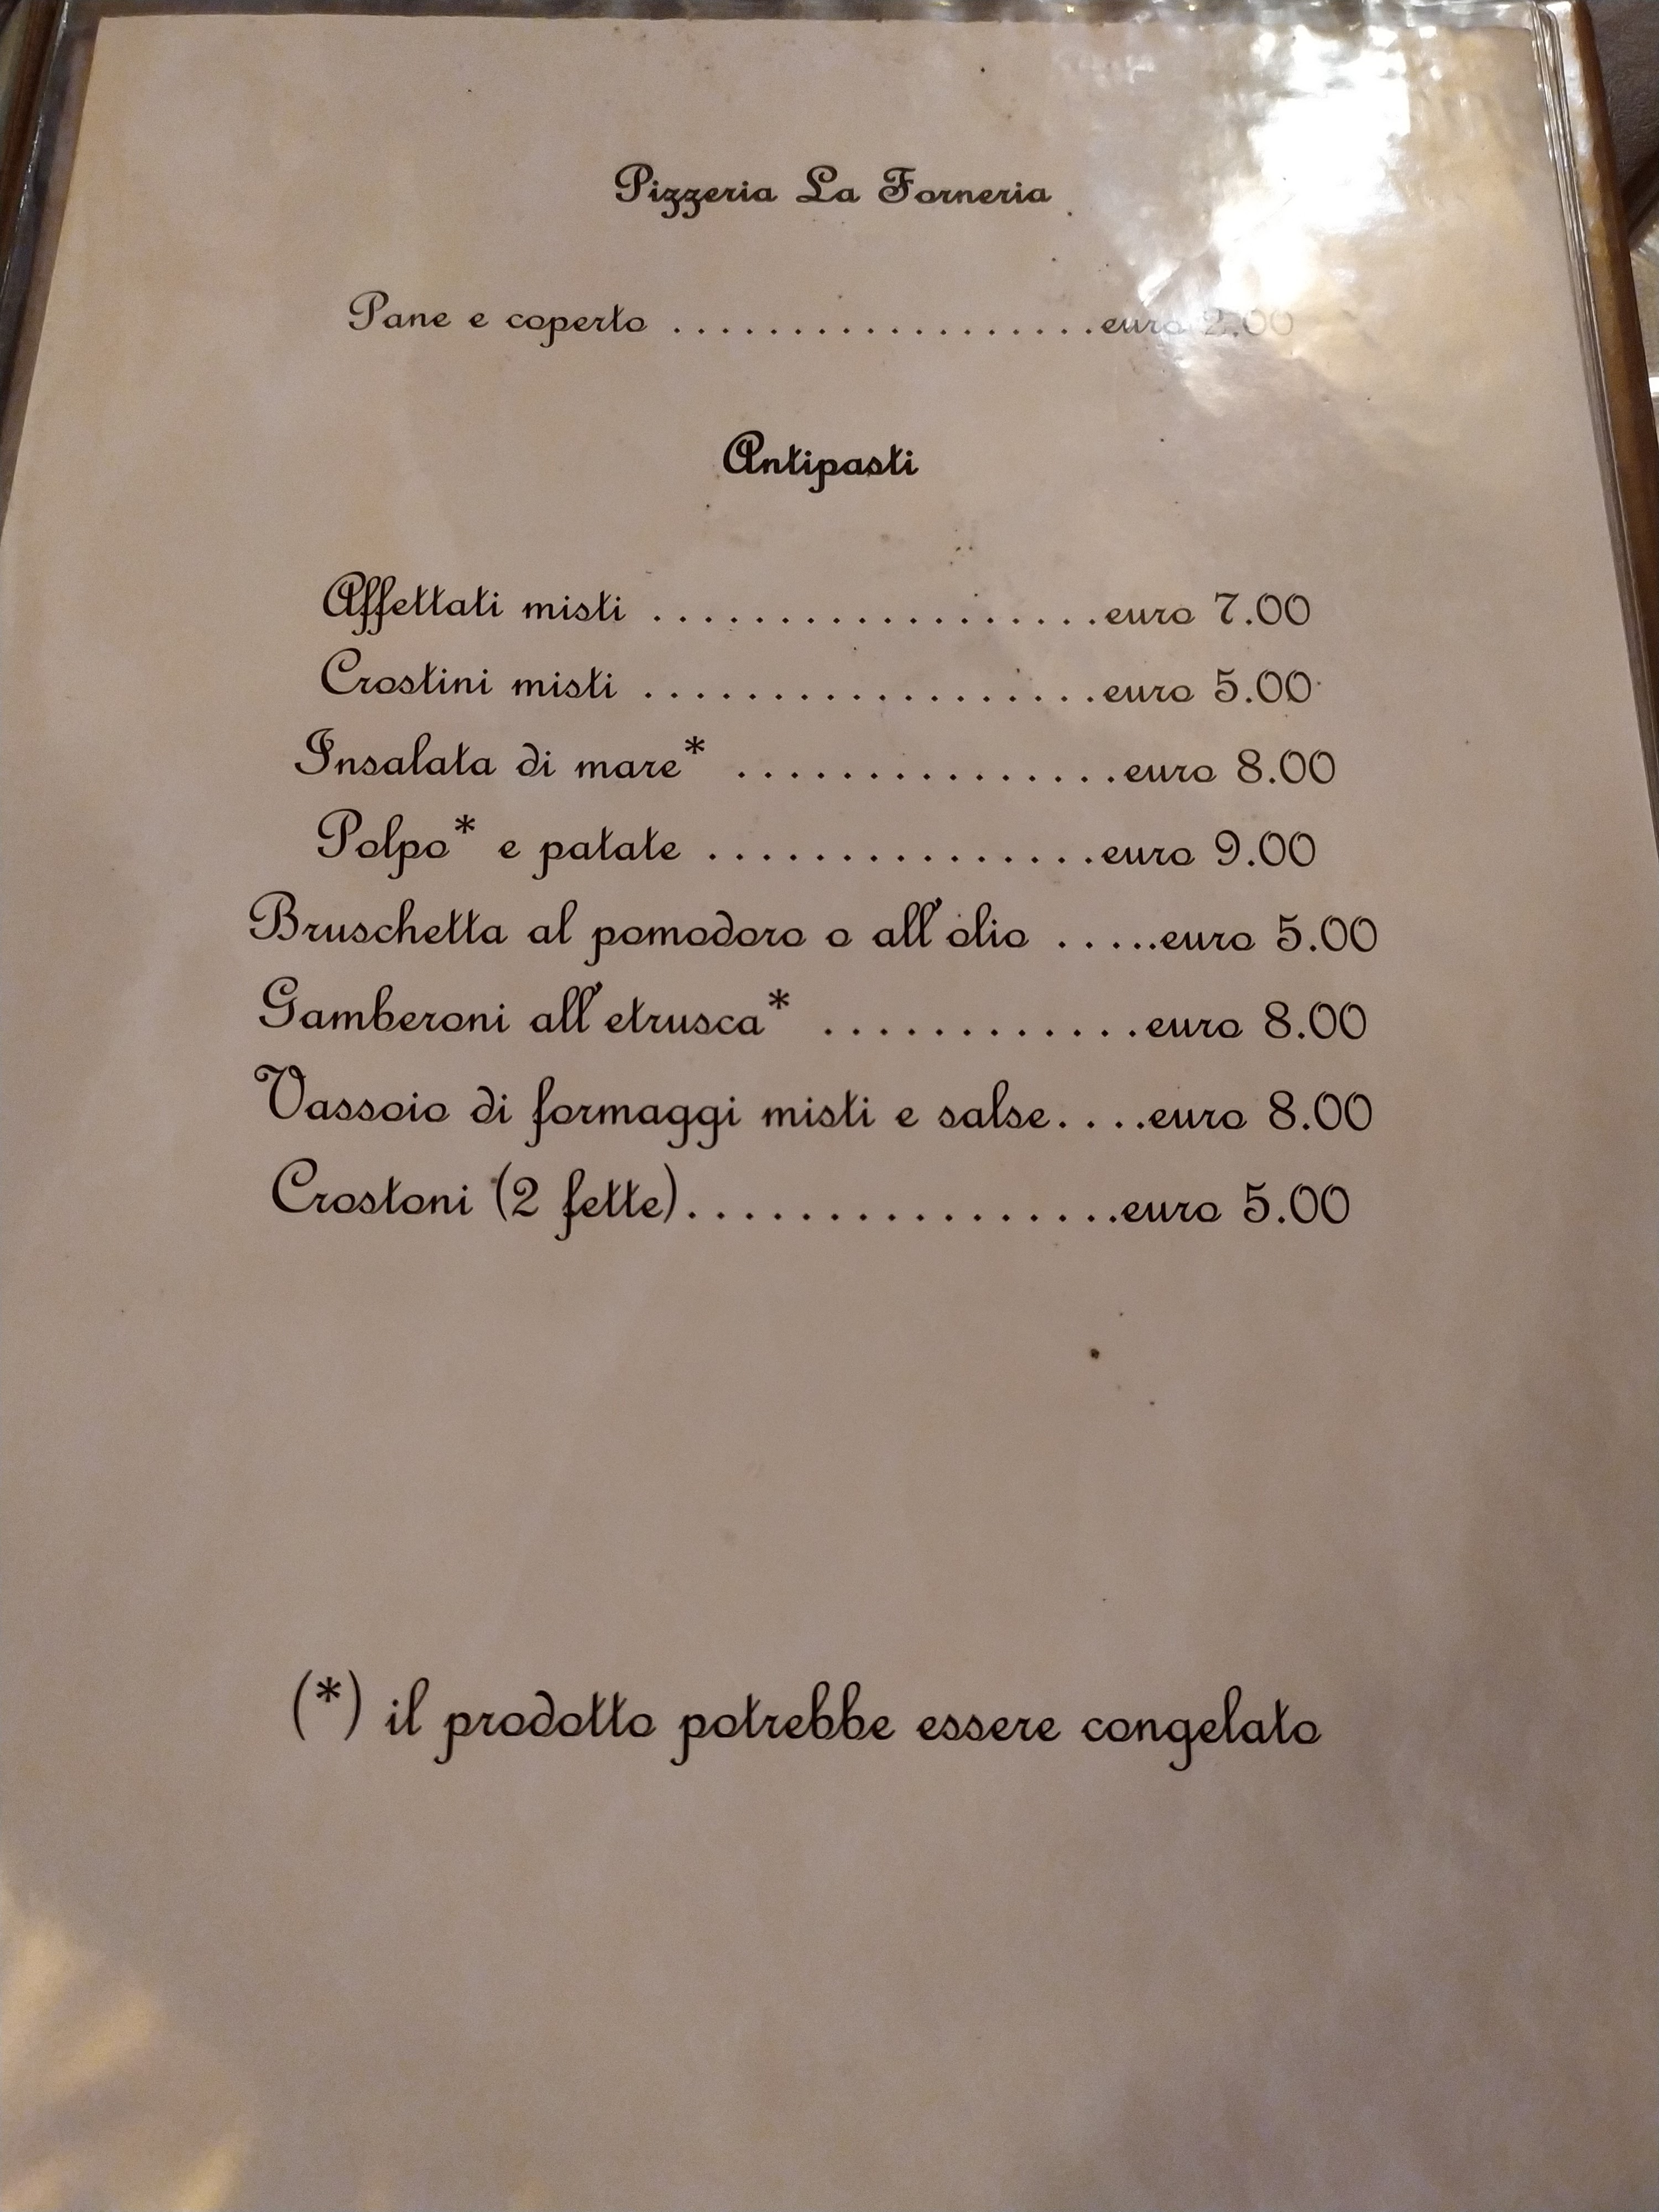 Pizzeria La Forneria
Pane e coperto ...................euro 2.00
Antipasti
Affettati misti ..................euro 7.00
Crostini misti ..................euro 5.00
Insalata di mare* ...............euro 8.00
Polpo* e patate ...............euro 9.00
Bruschetta al pomodoro o all'olio .....euro 5.00
Gamberoni all'etrusca* ............euro 8.00
Vassoio di formaggi misti e salse....euro 8.00
Crostoni (2 fette).................euro 5.00
(*) il prodotto potrebbe essere congelato